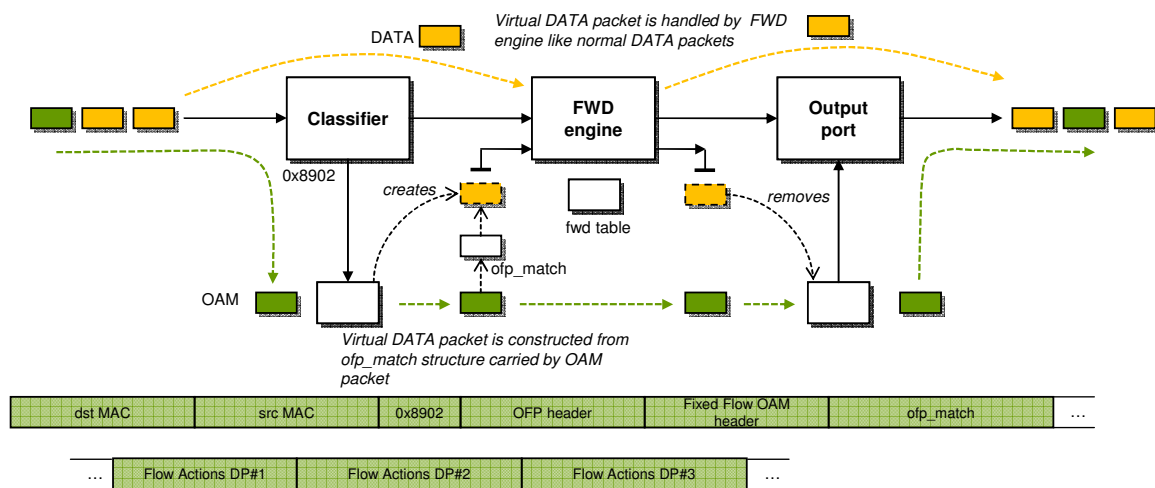 Virtual DATA packet is handled by FWD
engine like normal DATA packets
DATA
Classifier
FWD
engine
Output
port
0x8902
creates
removes
fwd table
ofp_match
OAM
Virtual DATA packet is constructed from
ofp_match structure carried by OAM
packet
dst MAC
src MAC
0x8902
OFP header
Fixed Flow OAM
header
ofp_match
...
...
Flow Actions DP#1
Flow Actions DP#2
Flow Actions DP#3
...